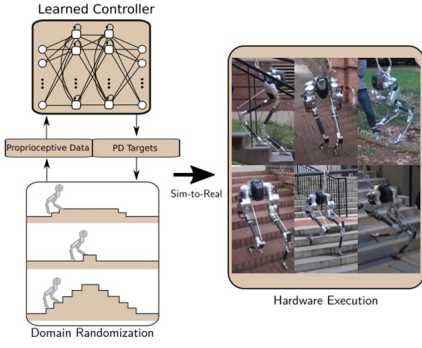 Learned Controller
Proprioceptive Data
PD Targets
Sim-to-Real
Domain Randomization
Hardware Execution